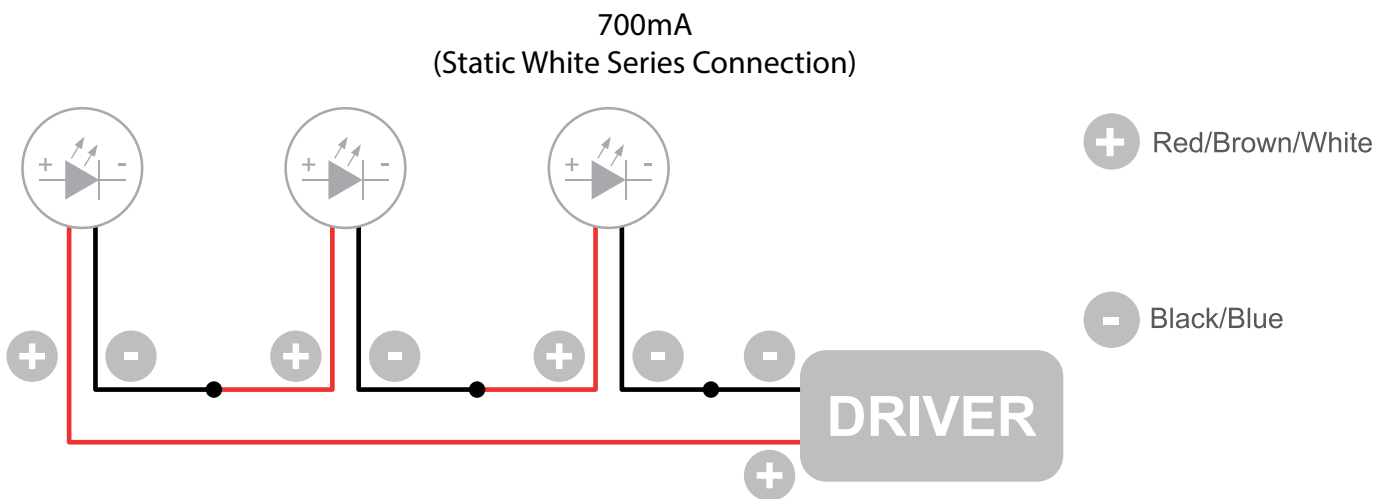 700mA
(Static White Series Connection)
+ -
+ -
+ -
+ Red/Brown/White
- Black/Blue
+ - + - + - -
DRIVER
+